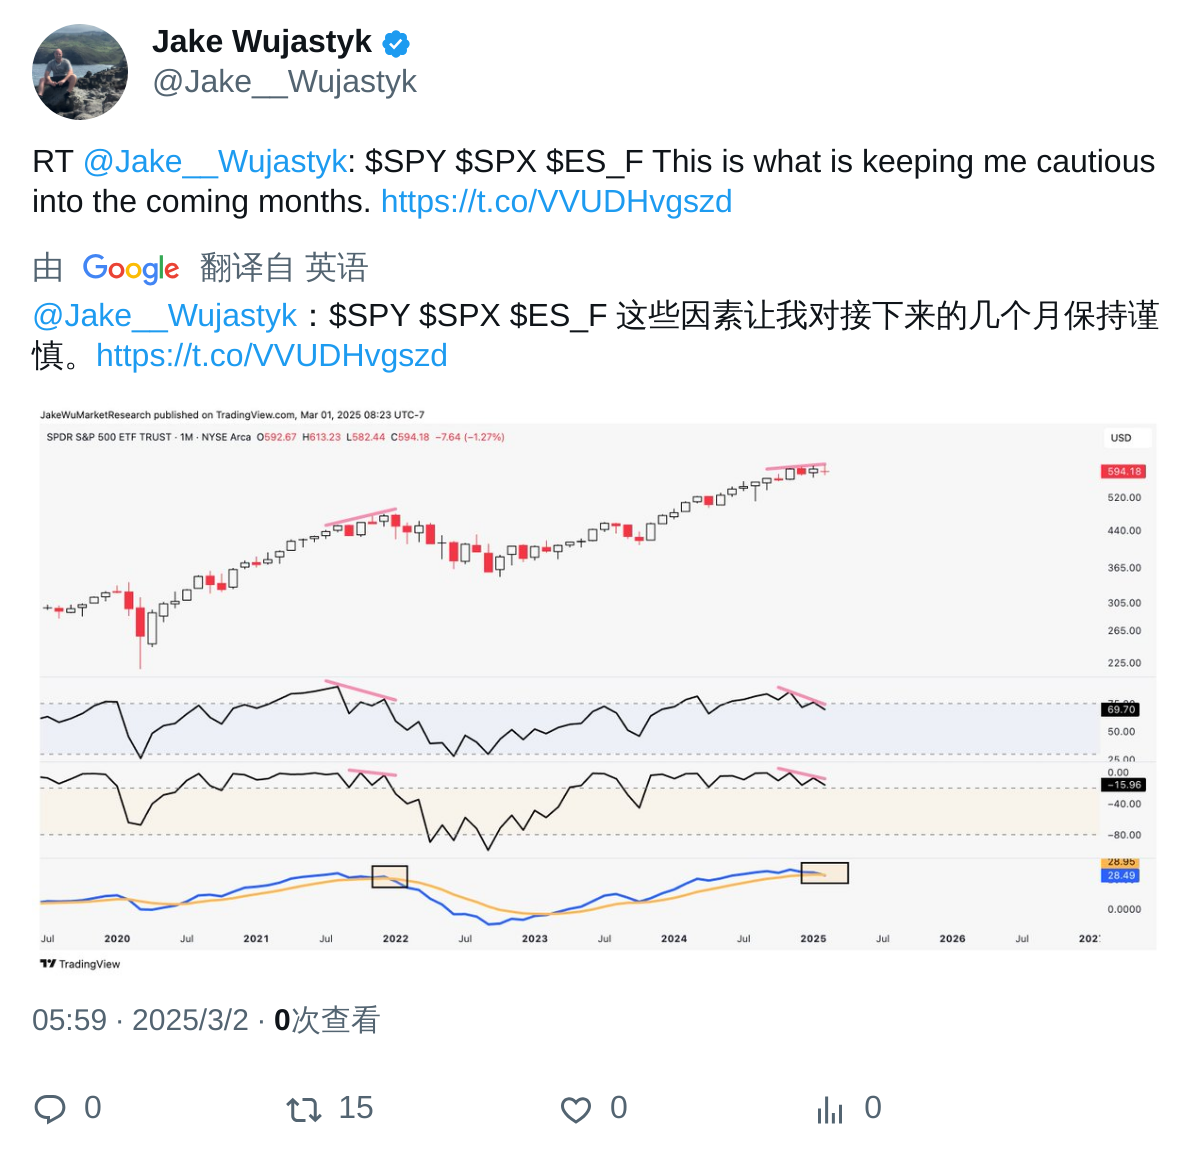 Jake Wujastyk
@Jake__Wujastyk
RT @Jake__Wujastyk: $SPY $SPX $ES_F This is what is keeping me cautious
into the coming months. https://t.co/VVUDHvgszd
由 Google 翻译自 英语
@Jake__Wujastyk：$SPY $SPX $ES_F 这些因素让我对接下来的几个月保持谨
慎。https://t.co/VVUDHvgszd
JakeWuMarketResearch published on TradingView.com, Mar 01, 2025 08:23 UTC-7
SPDR S&P 500 ETF TRUST · 1M · NYSE Arca O592.67 H613.23 L582.44 C594.18 −7.64 (−1.27%)
USD
594.18
520.00
440.00
365.00
305.00
265.00
225.00
75.00
69.70
50.00
25.00
0.00
−15.96
−40.00
−80.00
28.95
28.49
0.0000
Jul 2020 Jul 2021 Jul 2022 Jul 2023 Jul 2024 Jul 2025 Jul 2026 Jul 202
TradingView
05:59 · 2025/3/2 · 0次查看
0 15 0 0